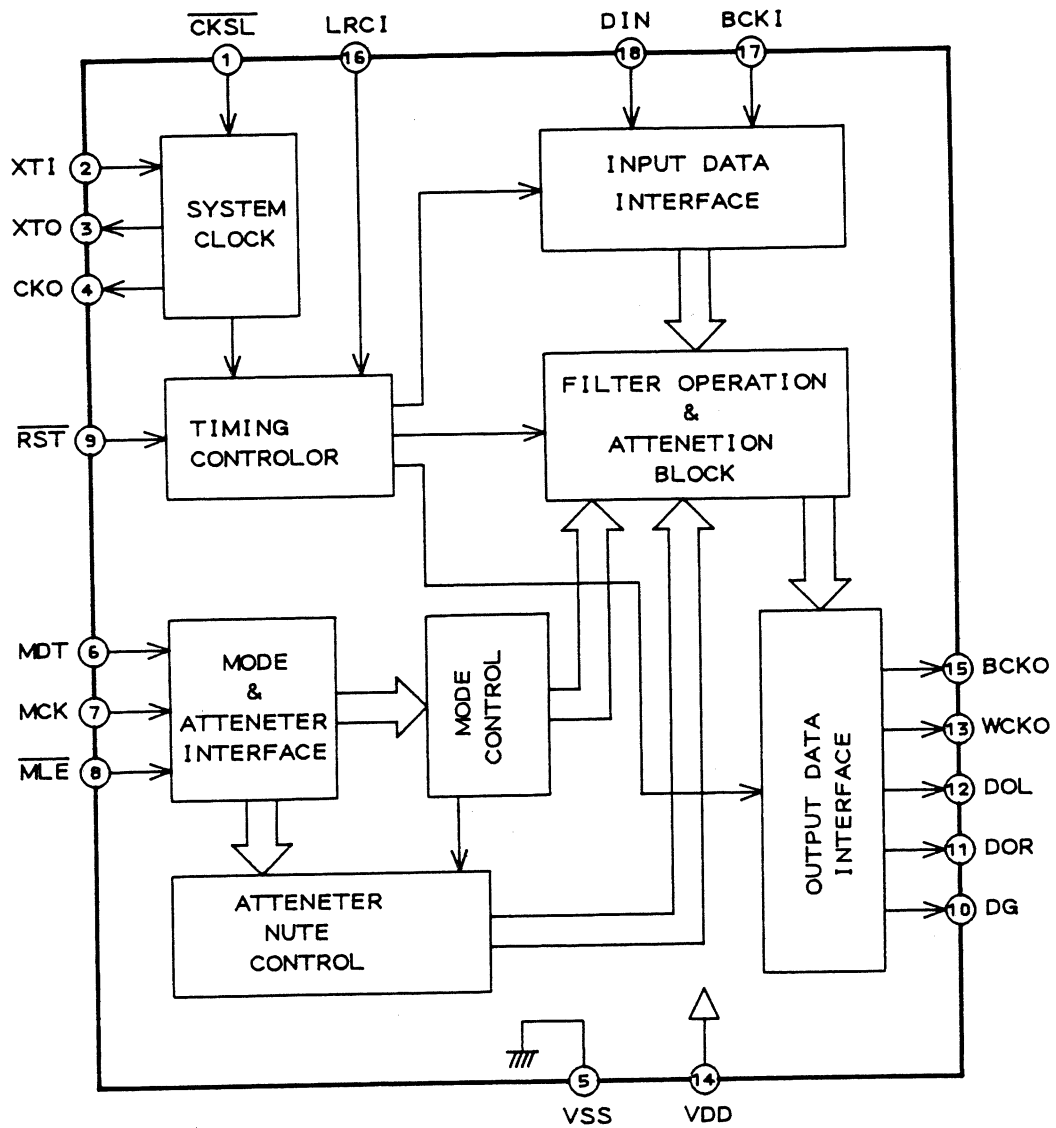 CKSL
LRCI
DIN
BCKI
1
16
18
17
XTI
2
XTO
3
CKO
4
SYSTEM
CLOCK
INPUT DATA
INTERFACE
RST
9
TIMING
CONTROLOR
FILTER OPERATION
&
ATTENETION
BLOCK
MDT
6
MCK
7
MLE
8
MODE
&
ATTENETER
INTERFACE
MODE
CONTROL
OUTPUT DATA
INTERFACE
15
BCKO
13
WCKO
12
DOL
11
DOR
10
DG
ATTENETER
NUTE
CONTROL
5
VSS
14
VDD